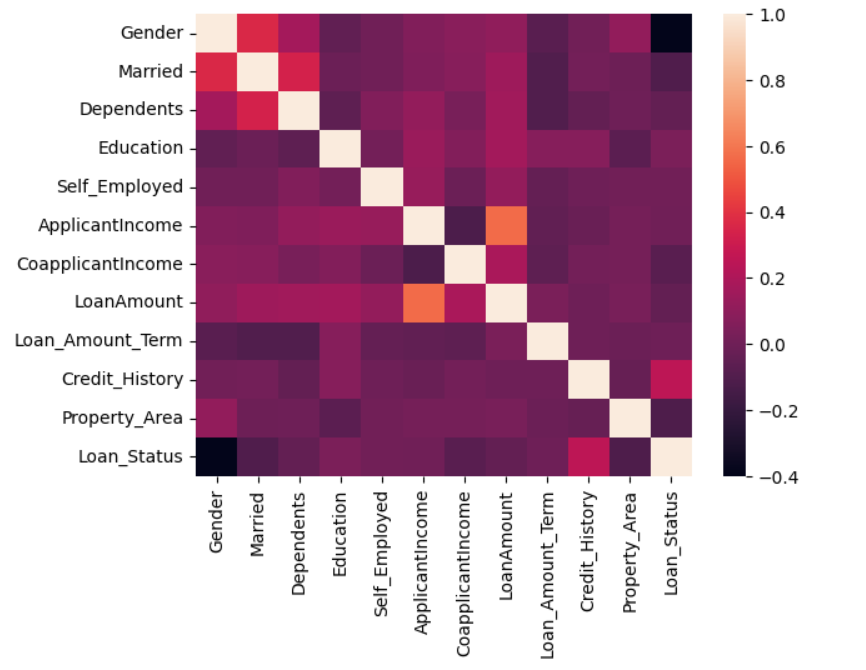 Gender
Married
Dependents
Education
Self_Employed
ApplicantIncome
CoapplicantIncome
LoanAmount
Loan_Amount_Term
Credit_History
Property_Area
Loan_Status
Gender
Married
Dependents
Education
Self_Employed
ApplicantIncome
CoapplicantIncome
LoanAmount
Loan_Amount_Term
Credit_History
Property_Area
Loan_Status
1.0
0.8
0.6
0.4
0.2
0.0
−0.2
−0.4